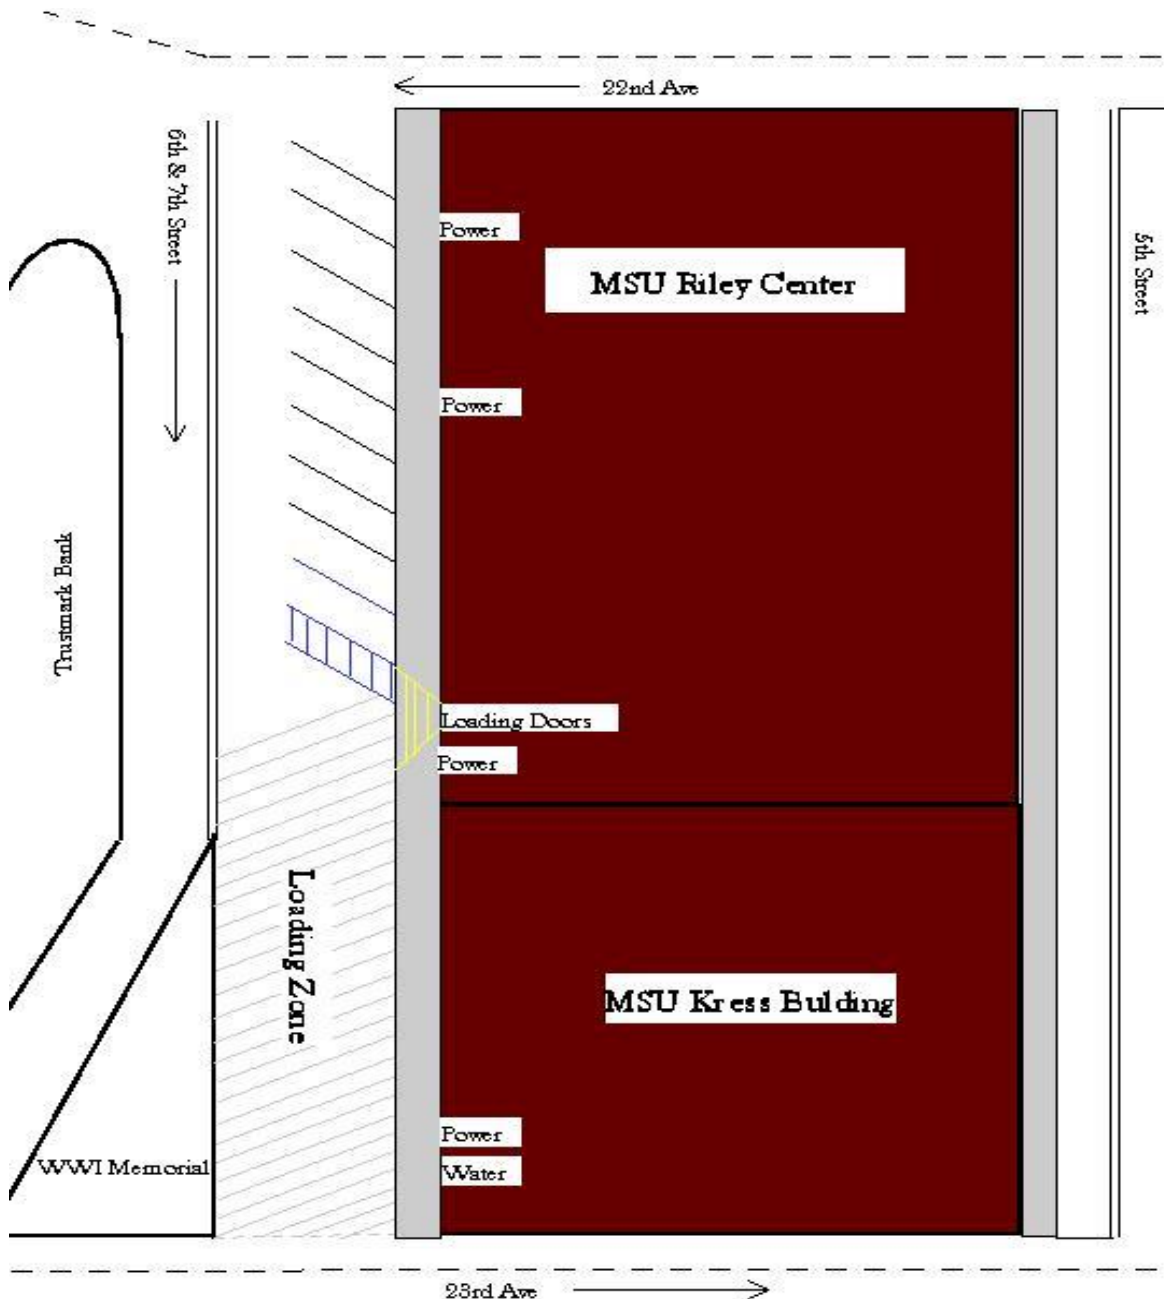 22nd Ave
6th & 7th Street
Power
MSU Riley Center
5th Street
Power
Trustmark Bank
Loading Doors
Power
Loading Zone
MSU Kress Bulding
Power
WWI Memorial
Water
23rd Ave